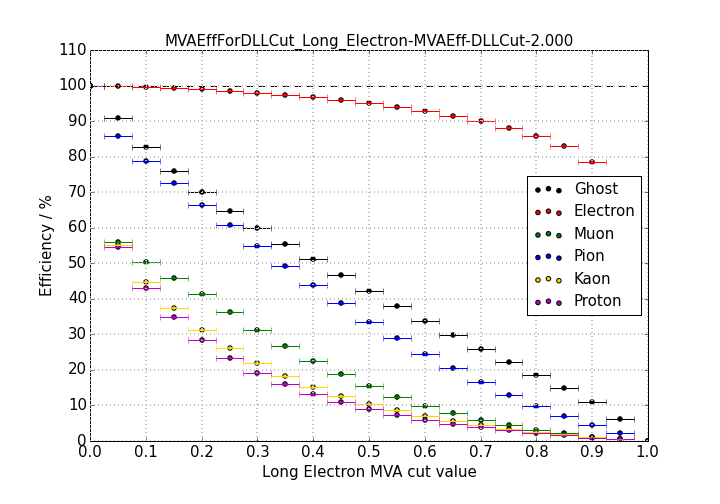 MVAEffForDLLCut_Long_Electron-MVAEff-DLLCut-2.000
110
100
90
80
70
60
50
40
30
20
10
0
Efficiency / %
Ghost
Electron
Muon
Pion
Kaon
Proton
0.0 0.1 0.2 0.3 0.4 0.5 0.6 0.7 0.8 0.9 1.0
Long Electron MVA cut value